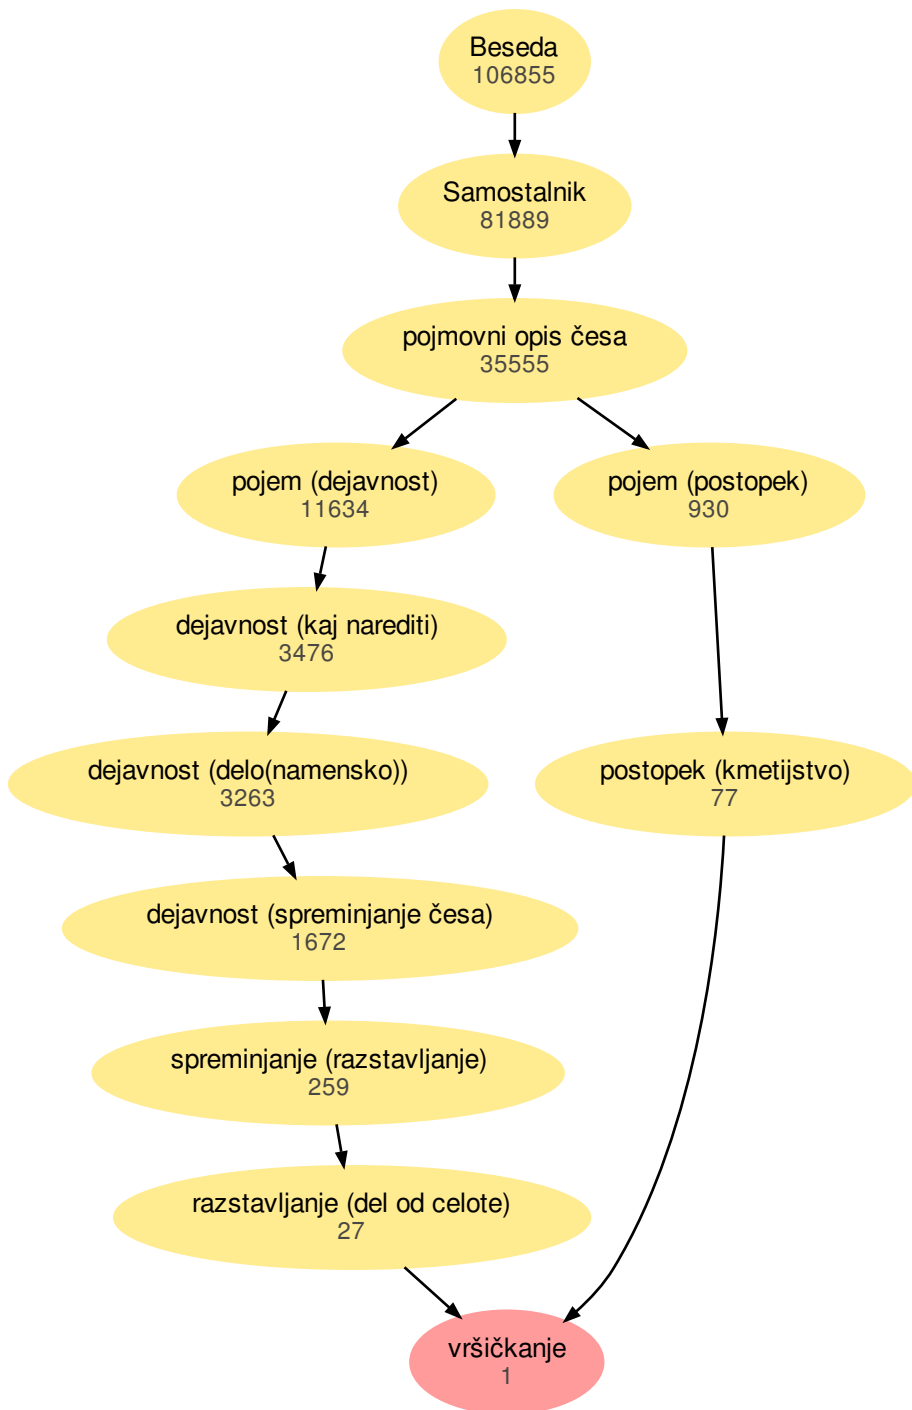 Beseda
106855
Samostalnik
81889
pojmovni opis česa
35555
pojem (dejavnost)
11634
pojem (postopek)
930
dejavnost (kaj narediti)
3476
dejavnost (delo(namensko))
3263
postopek (kmetijstvo)
77
dejavnost (spreminjanje česa)
1672
spreminjanje (razstavljanje)
259
razstavljanje (del od celote)
27
vršičkanje
1